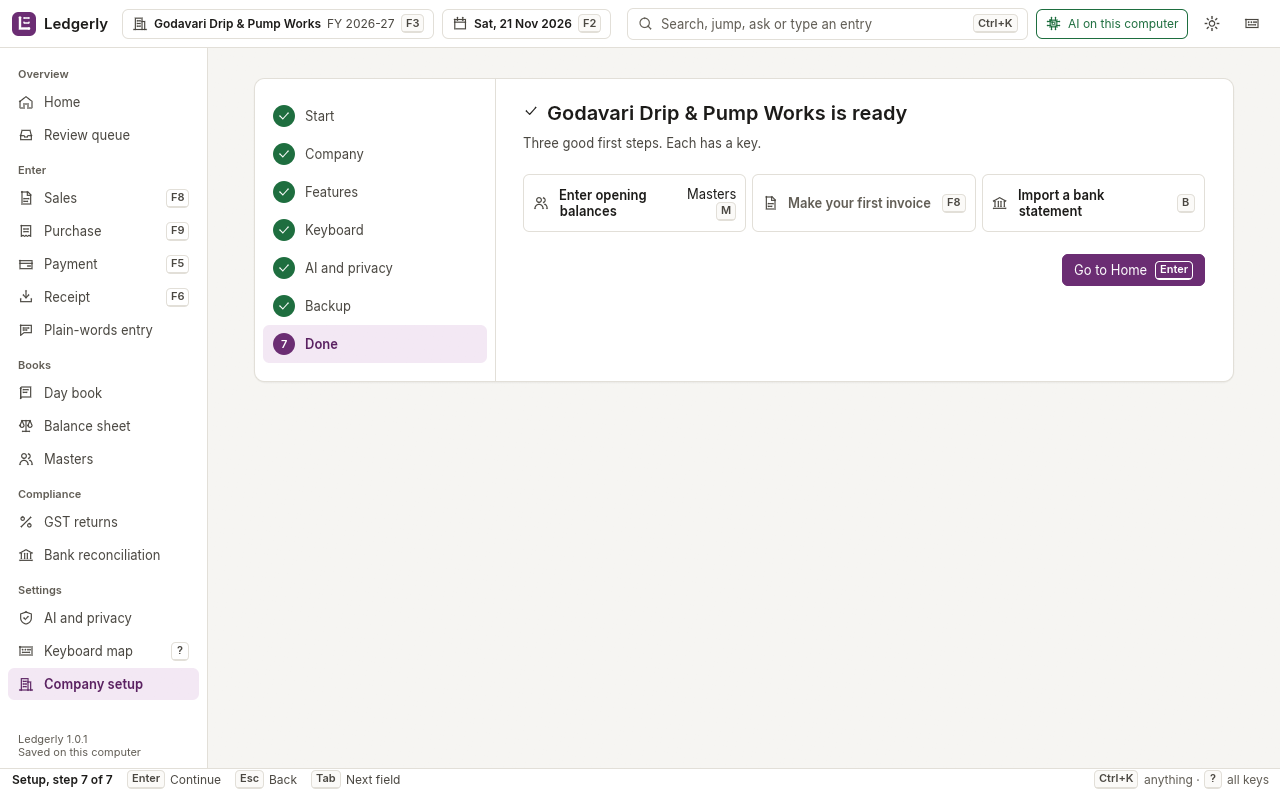 Ledgerly
Godavari Drip & Pump Works FY 2026-27 F3
Sat, 21 Nov 2026 F2
Search, jump, ask or type an entry Ctrl+K
AI on this computer
Overview
Home
Review queue
Enter
Sales F8
Purchase F9
Payment F5
Receipt F6
Plain-words entry
Books
Day book
Balance sheet
Masters
Compliance
GST returns
Bank reconciliation
Settings
AI and privacy
Keyboard map ?
Company setup
Ledgerly 1.0.1
Saved on this computer
Start
Company
Features
Keyboard
AI and privacy
Backup
7 Done
Godavari Drip & Pump Works is ready
Three good first steps. Each has a key.
Enter opening
balances
Masters
M
Make your first invoice F8
Import a bank
statement
B
Go to Home Enter
Setup, step 7 of 7 Enter Continue Esc Back Tab Next field
Ctrl+K anything · ? all keys